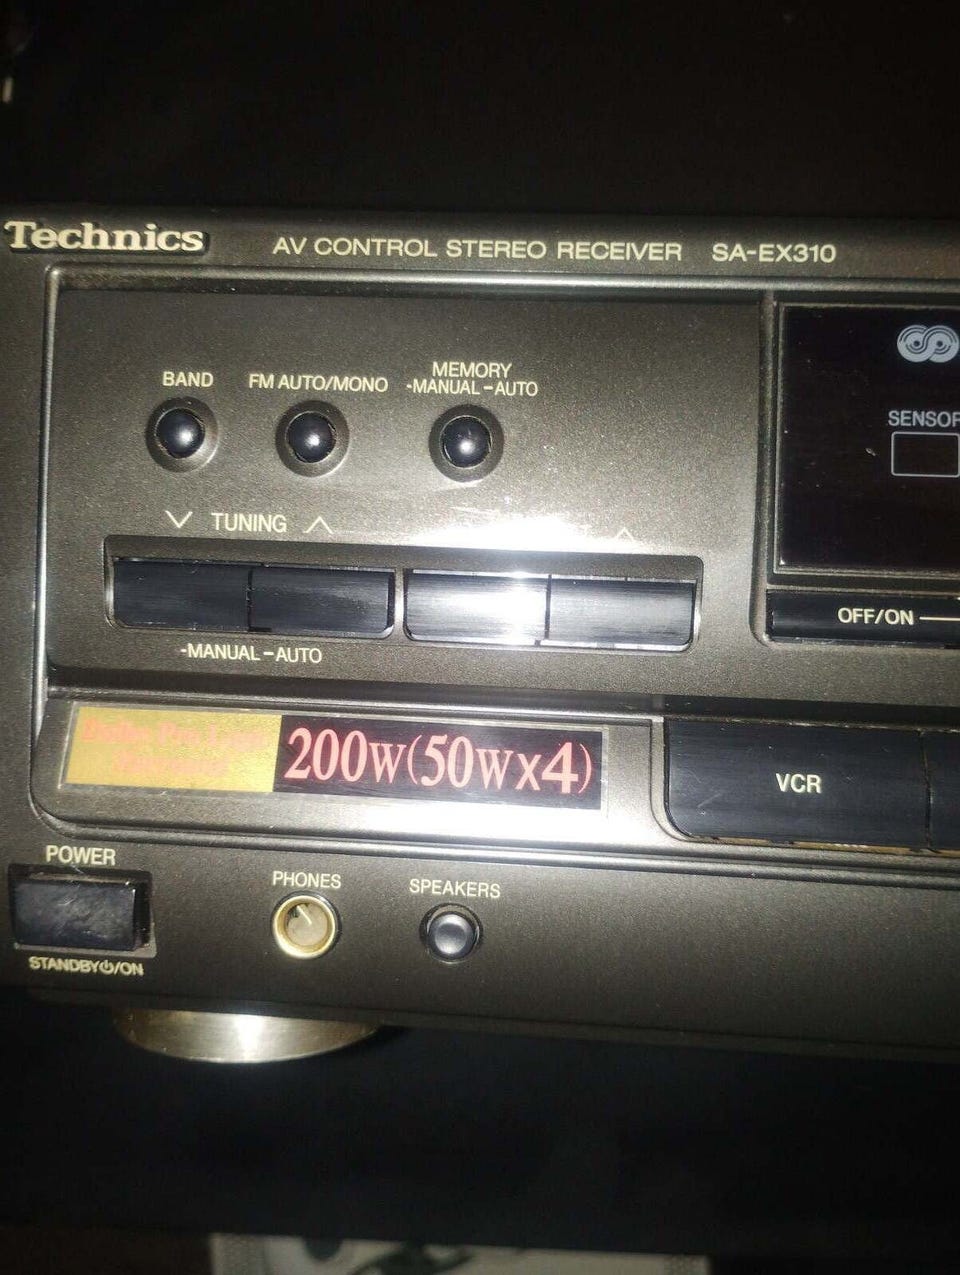 Technics
AV CONTROL STEREO RECEIVER SA-EX310
BAND
FM AUTO/MONO
MEMORY
-MANUAL -AUTO
SENSOR
∨ TUNING ∧
∧
OFF/ON
-MANUAL -AUTO
200W(50Wx4)
VCR
POWER
STANDBY⏻/ON
PHONES
SPEAKERS